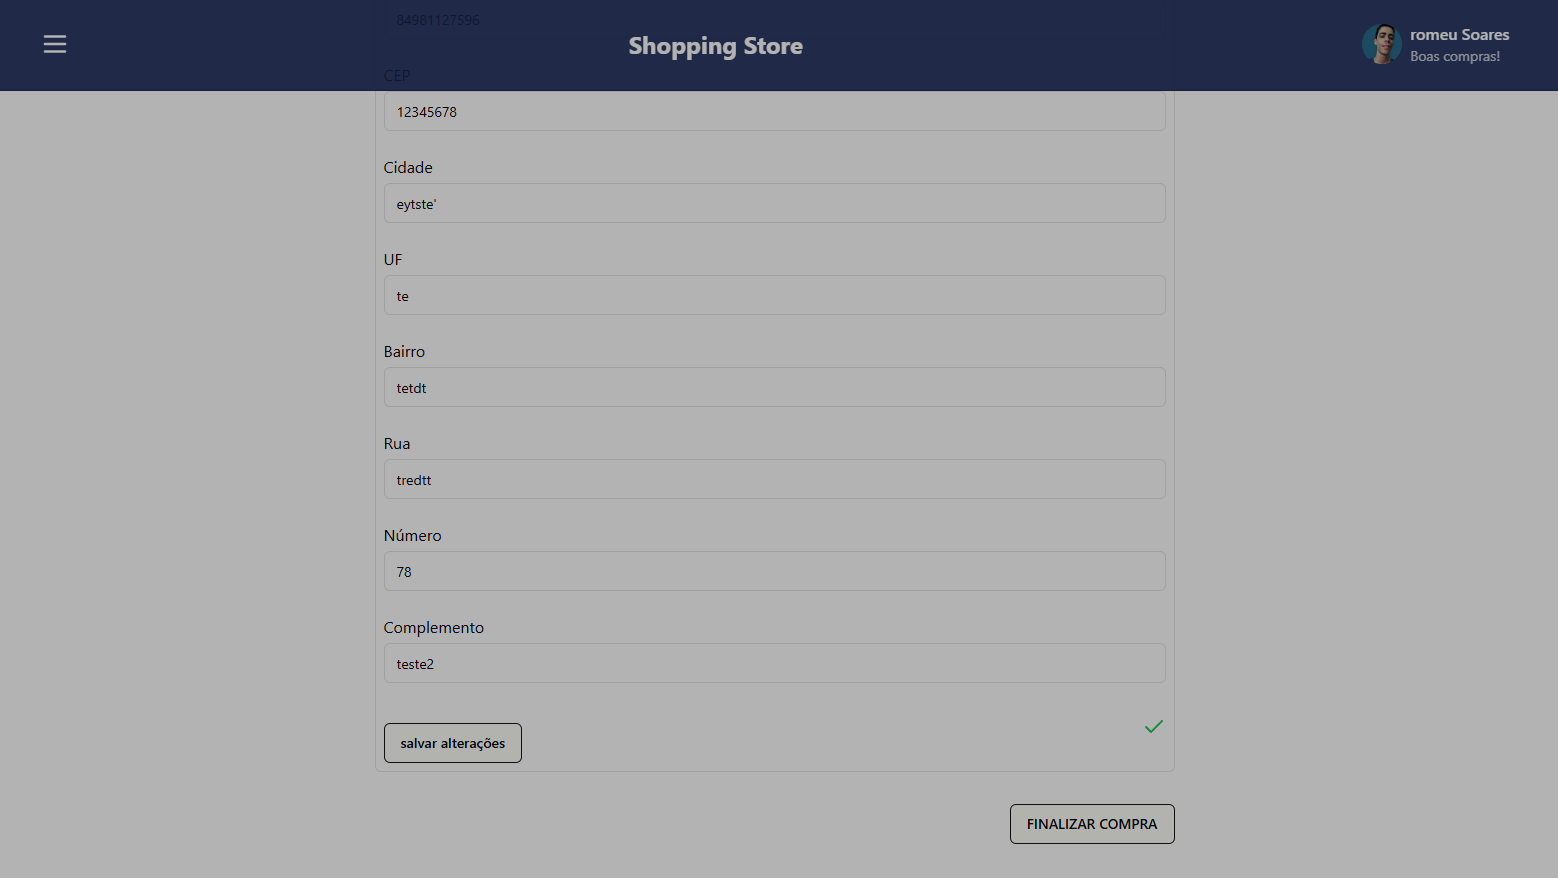 84981127596
Shopping Store
romeu Soares
Boas compras!
CEP
12345678
Cidade
eytste'
UF
te
Bairro
tetdt
Rua
tredtt
Número
78
Complemento
teste2
salvar alterações
FINALIZAR COMPRA